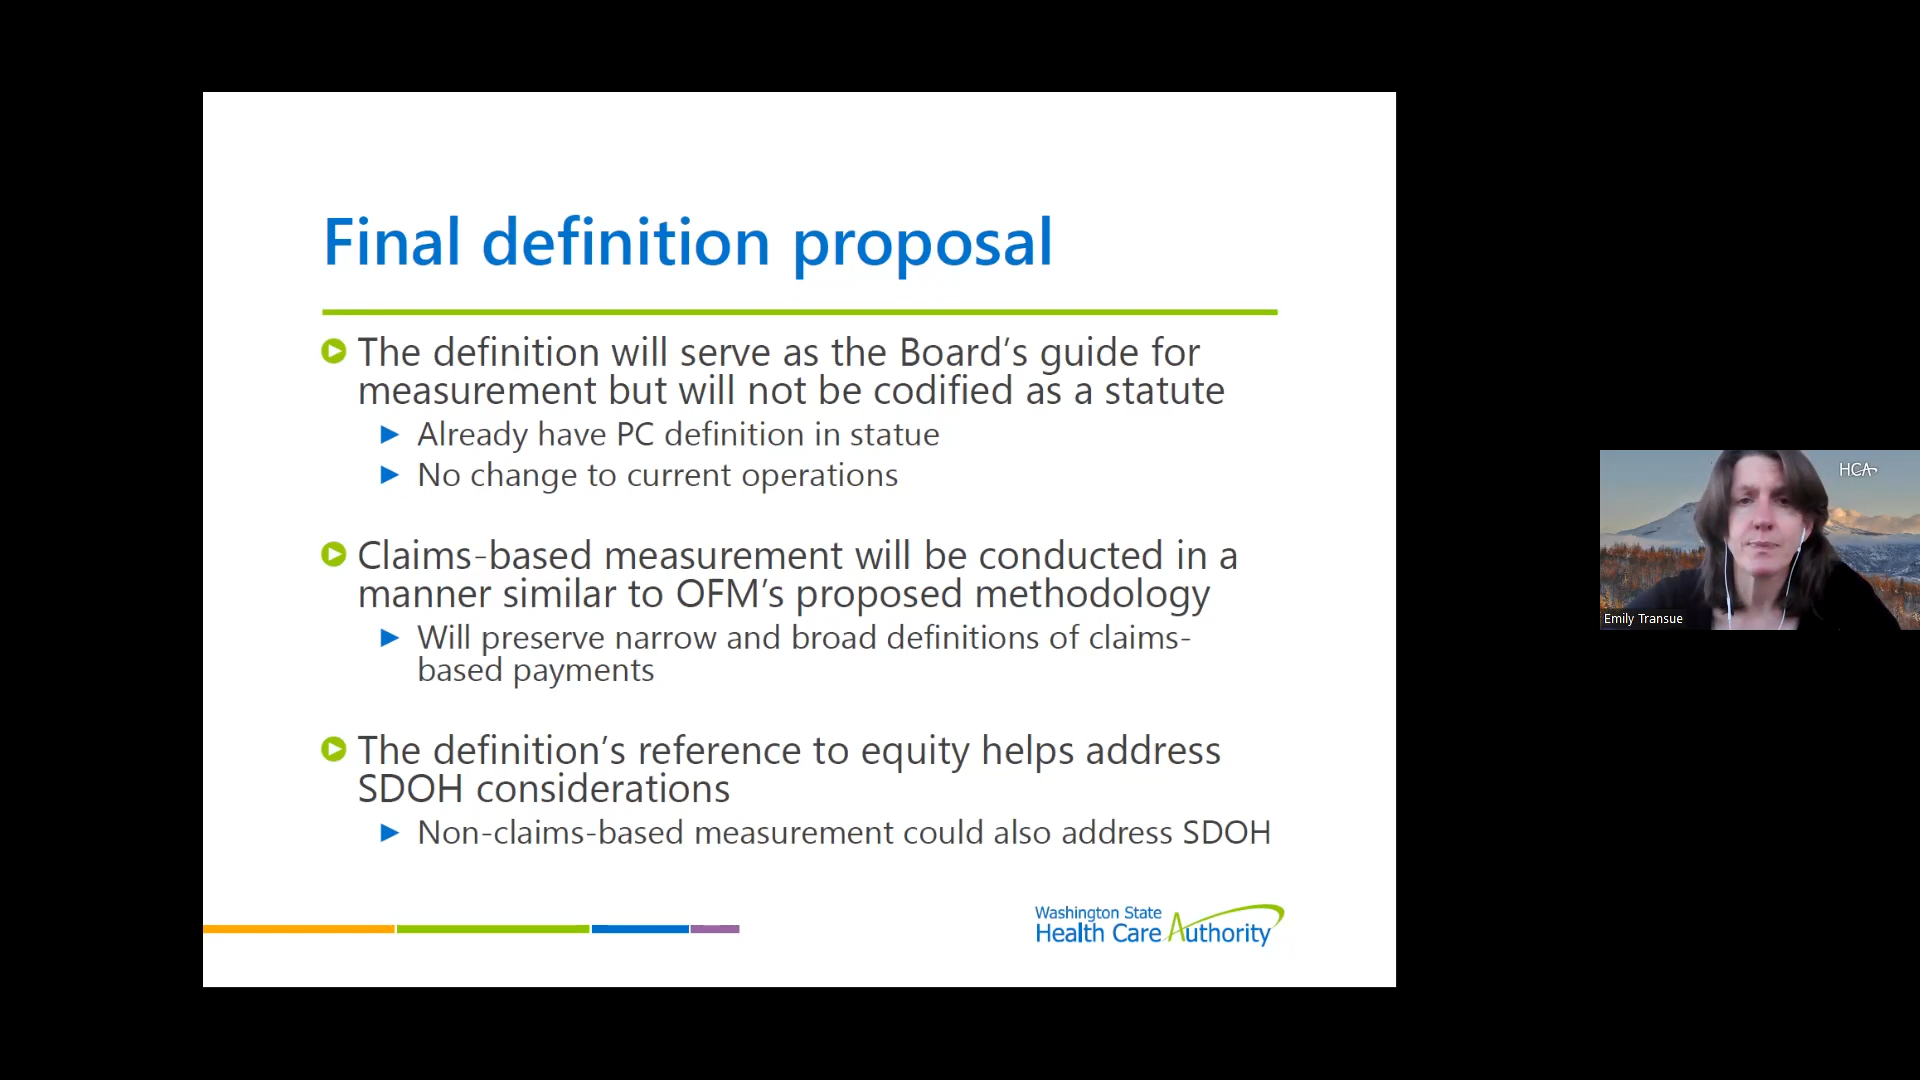 Final definition proposal
The definition will serve as the Board's guide for
measurement but will not be codified as a statute
Already have PC definition in statue
No change to current operations
Claims-based measurement will be conducted in a
manner similar to OFM's proposed methodology
Will preserve narrow and broad definitions of claims-
based payments
The definition's reference to equity helps address
SDOH considerations
Non-claims-based measurement could also address SDOH
Washington State
Health Care Authority
HCA
Emily Transue